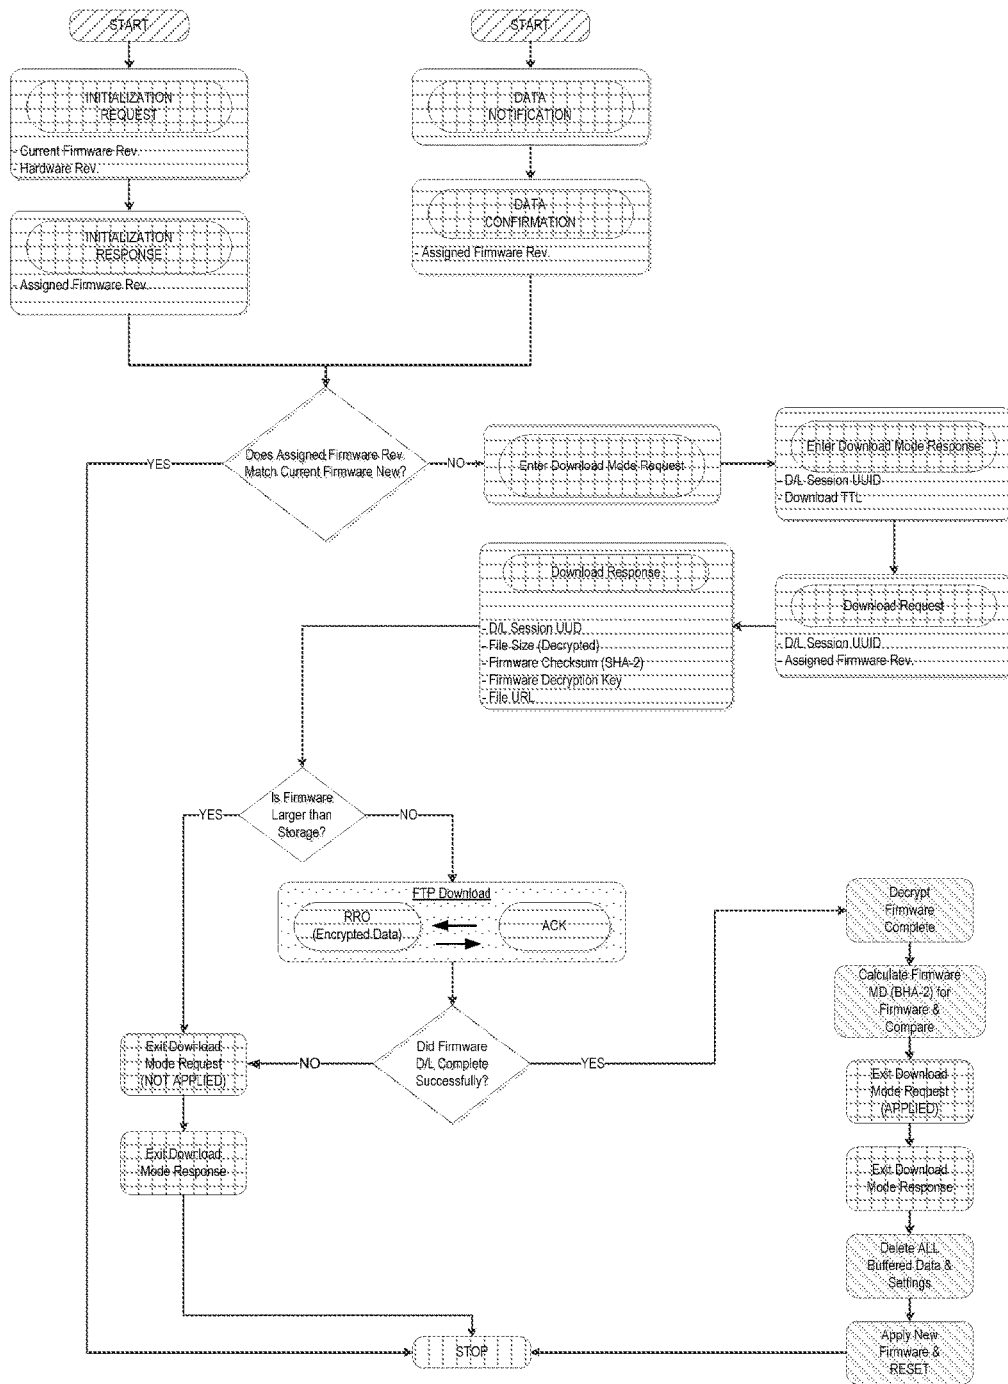 START
START
INITIALIZATION
REQUEST
- Current Firmware Rev.
- Hardware Rev.
DATA
NOTIFICATION
INITIALIZATION
RESPONSE
- Assigned Firmware Rev.
DATA
CONFIRMATION
- Assigned Firmware Rev.
YES
Does Assigned Firmware Rev.
Match Current Firmware New?
NO
Enter Download Mode Request
Enter Download Mode Response
- D/L Session UUID
- Download TTL
Download Response
- D/L Session UUD
- File Size (Decrypted)
- Firmware Checksum (SHA-2)
- Firmware Decryption Key
- File URL
Download Request
- D/L Session UUID
- Assigned Firmware Rev.
YES
Is Firmware
Larger than
Storage?
NO
FTP Download
RRO
(Encrypted Data)
ACK
Decrypt
Firmware
Complete
Calculate Firmware
MD (BHA-2) for
Firmware &
Compare
Exit Download
Mode Request
(NOT APPLIED)
NO
Did Firmware
D/L Complete
Successfully?
YES
Exit Download
Mode Request
(APPLIED)
Exit Download
Mode Response
Exit Download
Mode Response
Delete ALL
Buffered Data &
Settings
STOP
Apply New
Firmware &
RESET